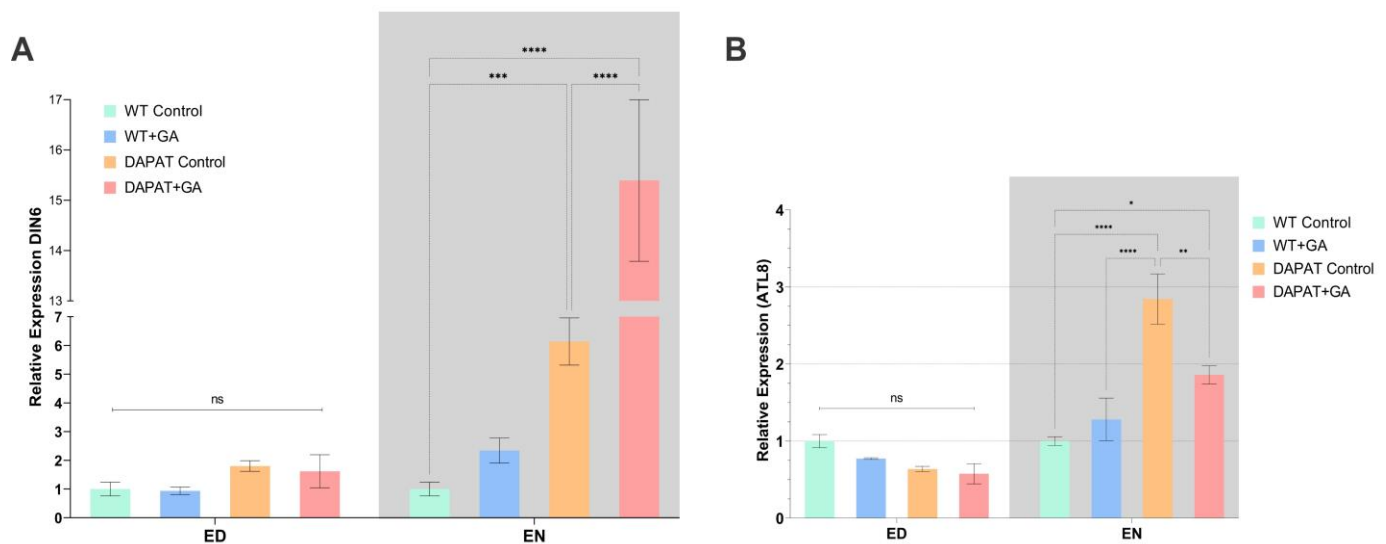 A
Relative Expression DIN6
17
16
15
14
13
7
6
5
4
3
2
1
0
WT Control
WT+GA
DAPAT Control
DAPAT+GA
****
*** ****
ns
ED EN
B
Relative Expression (ATL8)
4
3
2
1
0
*
****
**** **
ns
ED EN
WT Control
WT+GA
DAPAT Control
DAPAT+GA